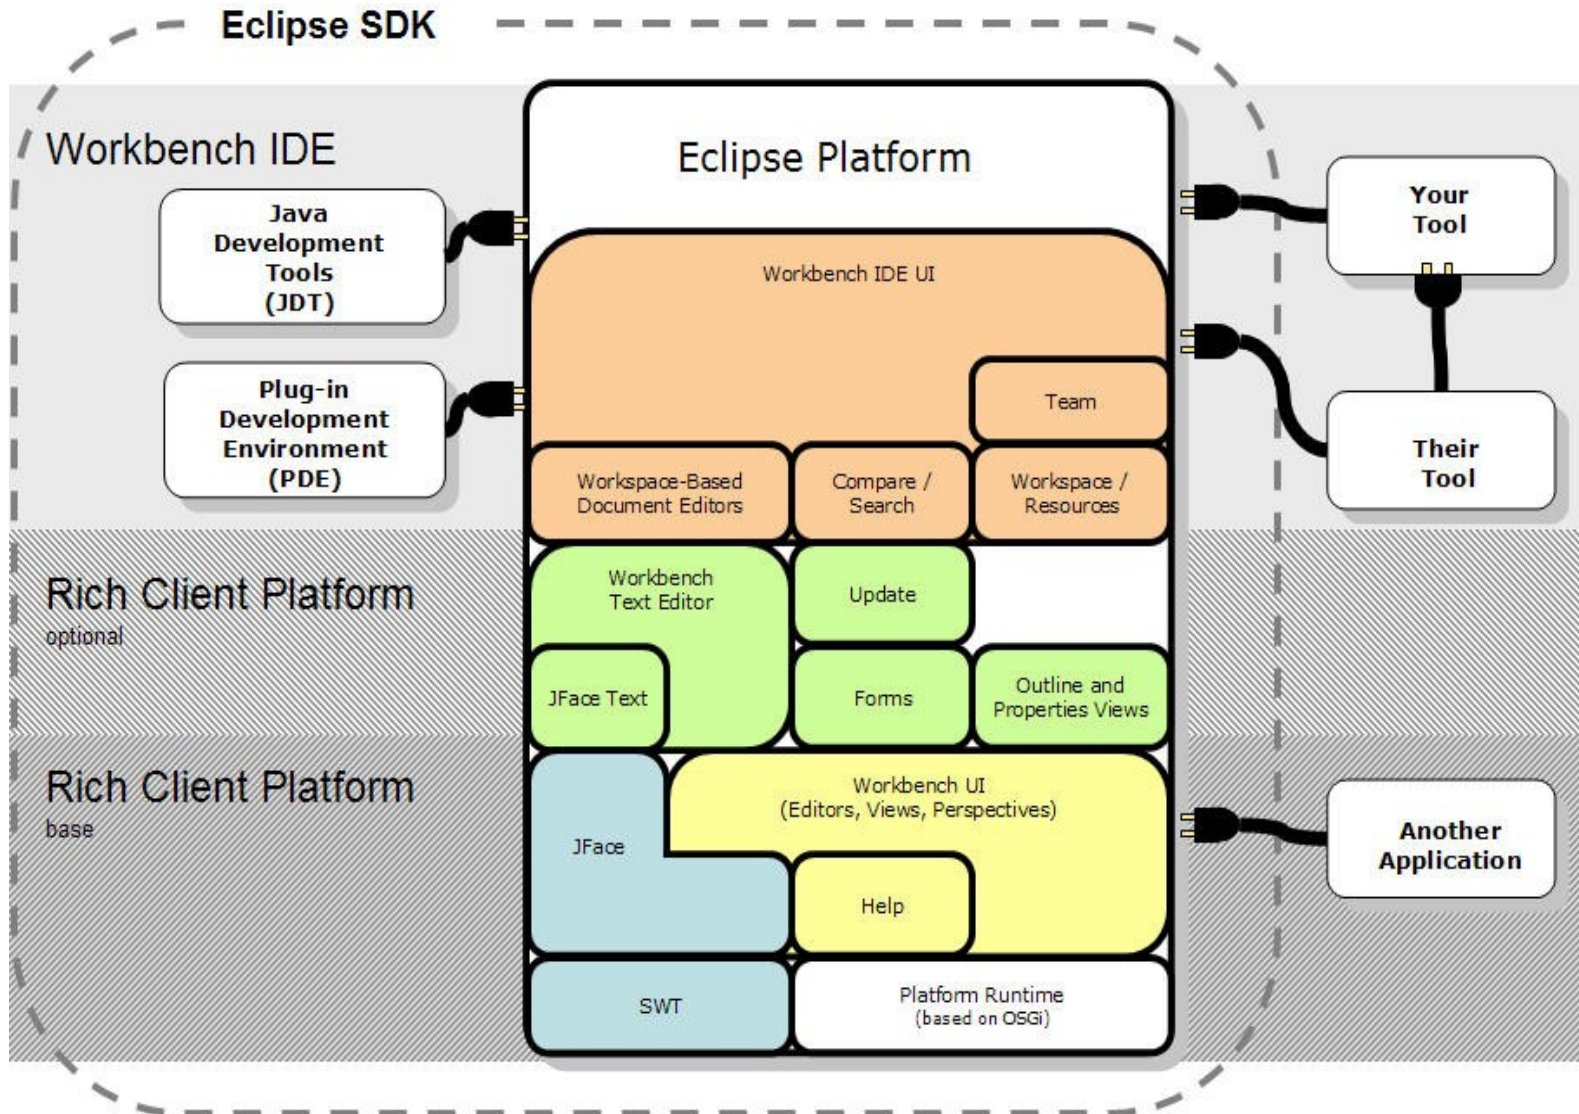 Eclipse SDK
Workbench IDE
Eclipse Platform
Java
Development
Tools
(JDT)
Plug-in
Development
Environment
(PDE)
Your
Tool
Their
Tool
Workbench IDE UI
Team
Workspace-Based
Document Editors
Compare /
Search
Workspace /
Resources
Rich Client Platform
optional
Workbench
Text Editor
Update
JFace Text
Forms
Outline and
Properties Views
Rich Client Platform
base
JFace
Workbench UI
(Editors, Views, Perspectives)
Help
Another
Application
SWT
Platform Runtime
(based on OSGi)